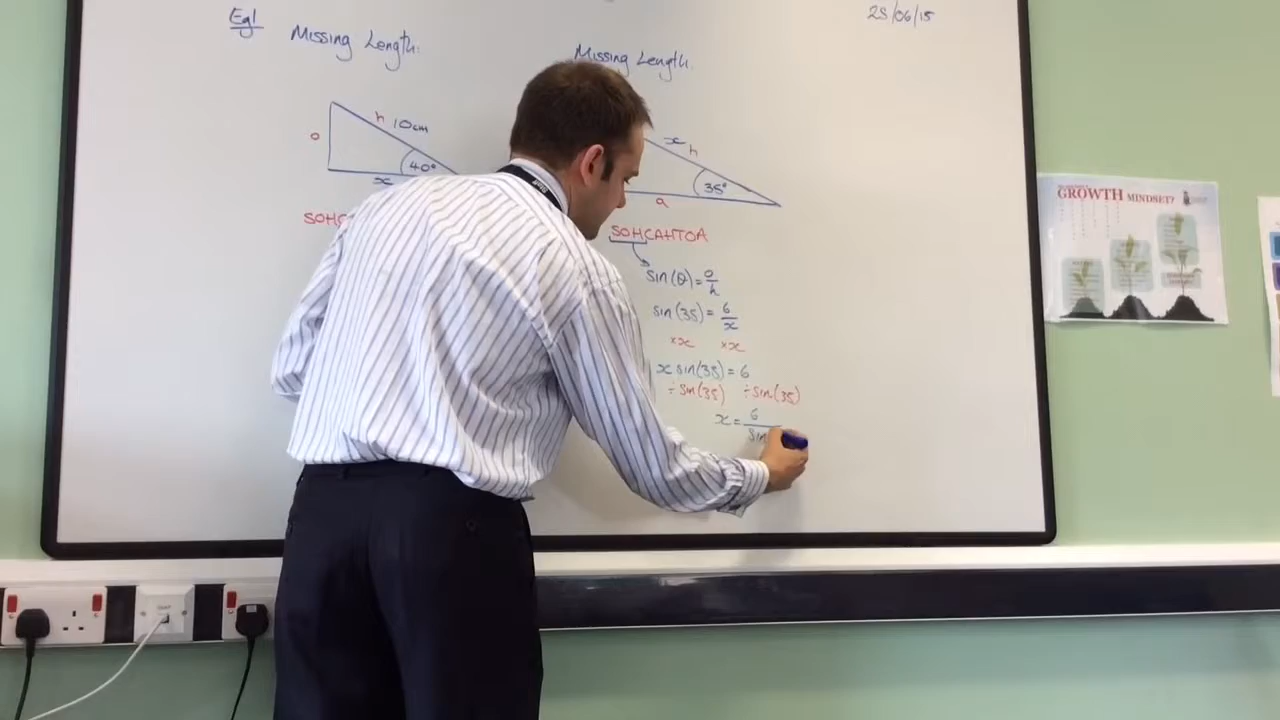 Eg1 Missing Length:
Missing Length.
25/06/15
h 10cm
o
40°
x
SOHC
x h
35°
a
SOHCAHTOA
sin(θ) = o/h
sin(35) = 6/x
×x ×x
x sin(35) = 6
÷ sin(35) ÷ sin(35)
x = 6/sin
GROWTH MINDSET?